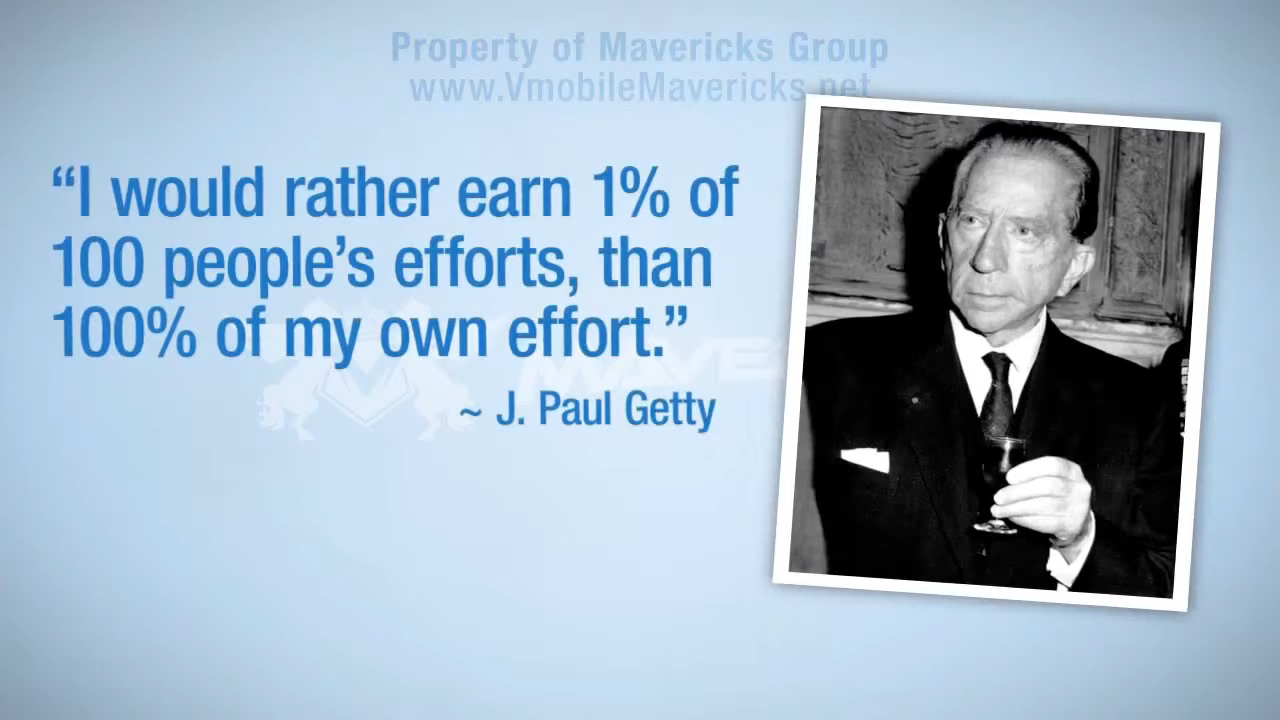 Property of Mavericks Group
www.VmobileMavericks.net
“I would rather earn 1% of
100 people’s efforts, than
100% of my own effort.”
~ J. Paul Getty